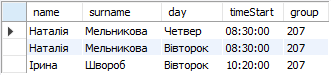 name surname day timeStart group
Наталія Мельникова Четвер 08:30:00 207
Наталія Мельникова Вівторок 08:30:00 207
Ірина Швороб Вівторок 10:20:00 207